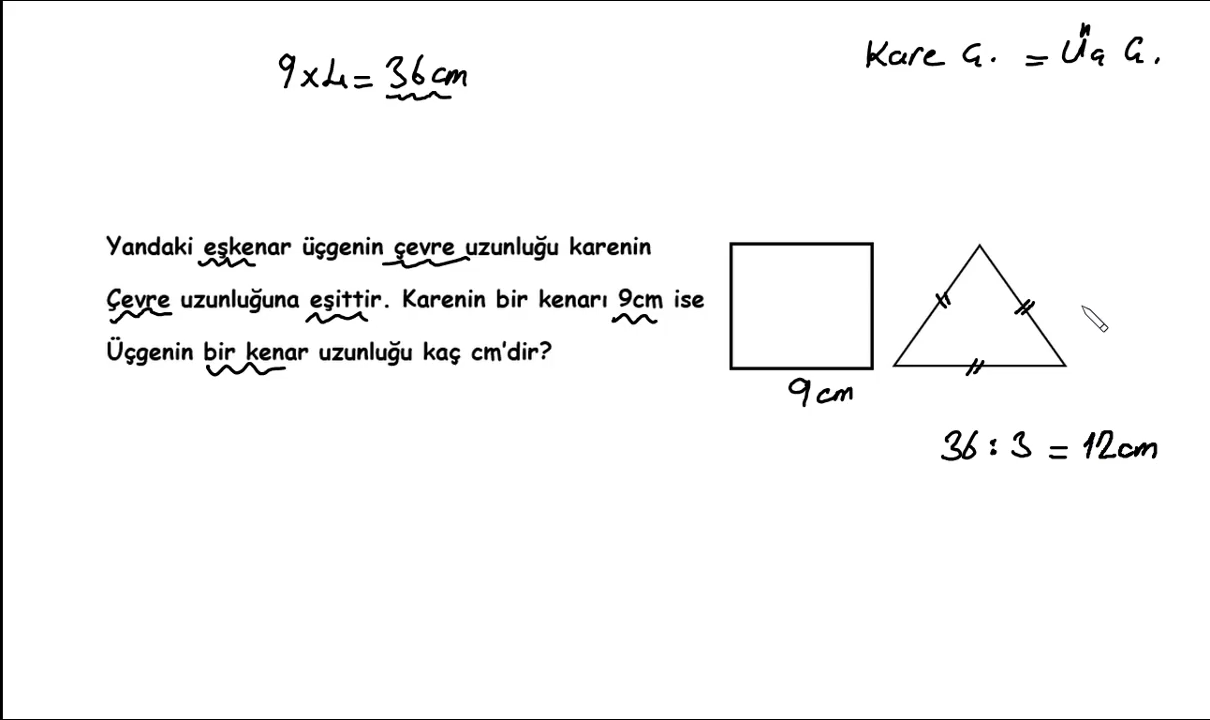 9x4= 36cm
Kare Ç. = Üç Ç.
Yandaki eşkenar üçgenin çevre uzunluğu karenin
Çevre uzunluğuna eşittir. Karenin bir kenarı 9cm ise
Üçgenin bir kenar uzunluğu kaç cm'dir?
9cm
36:3 = 12cm